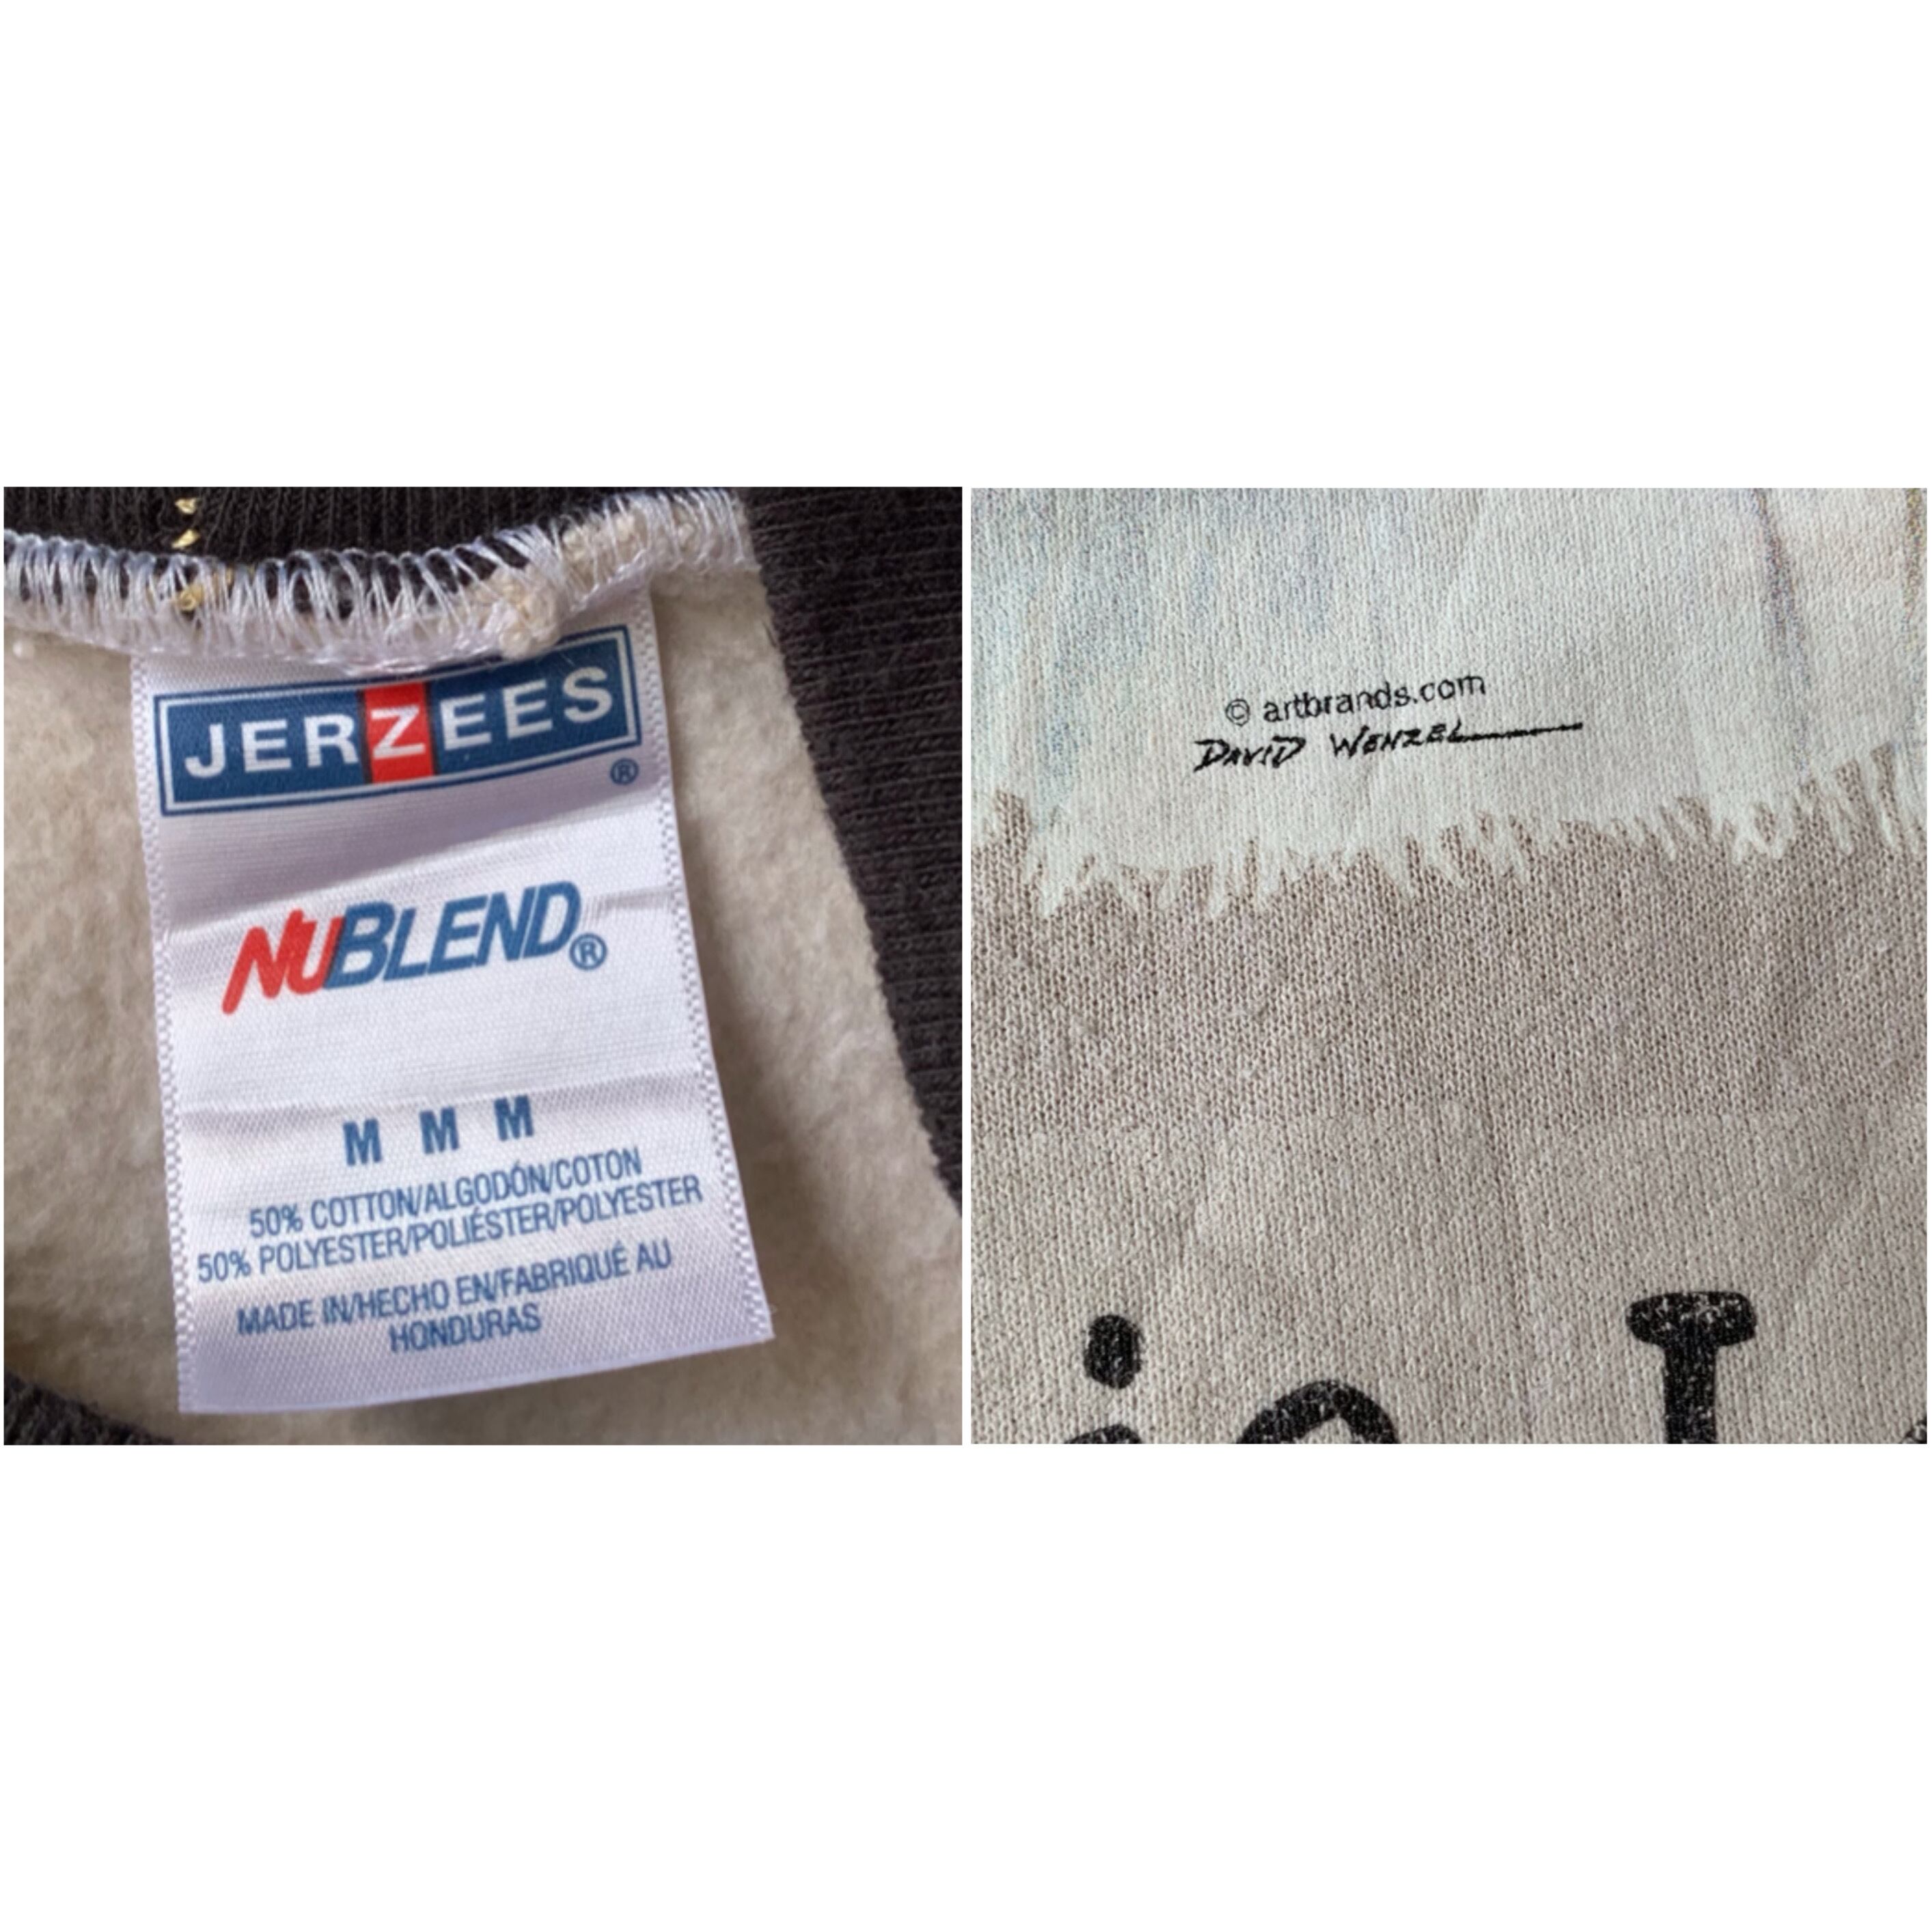 JERZEES
®
NUBLEND®
M M M
50% COTTON/ALGODÓN/COTON
50% POLYESTER/POLIÉSTER/POLYESTER
MADE IN/HECHO EN/FABRIQUÉ AU
HONDURAS
© artbrands.com
DAVID WENZEL